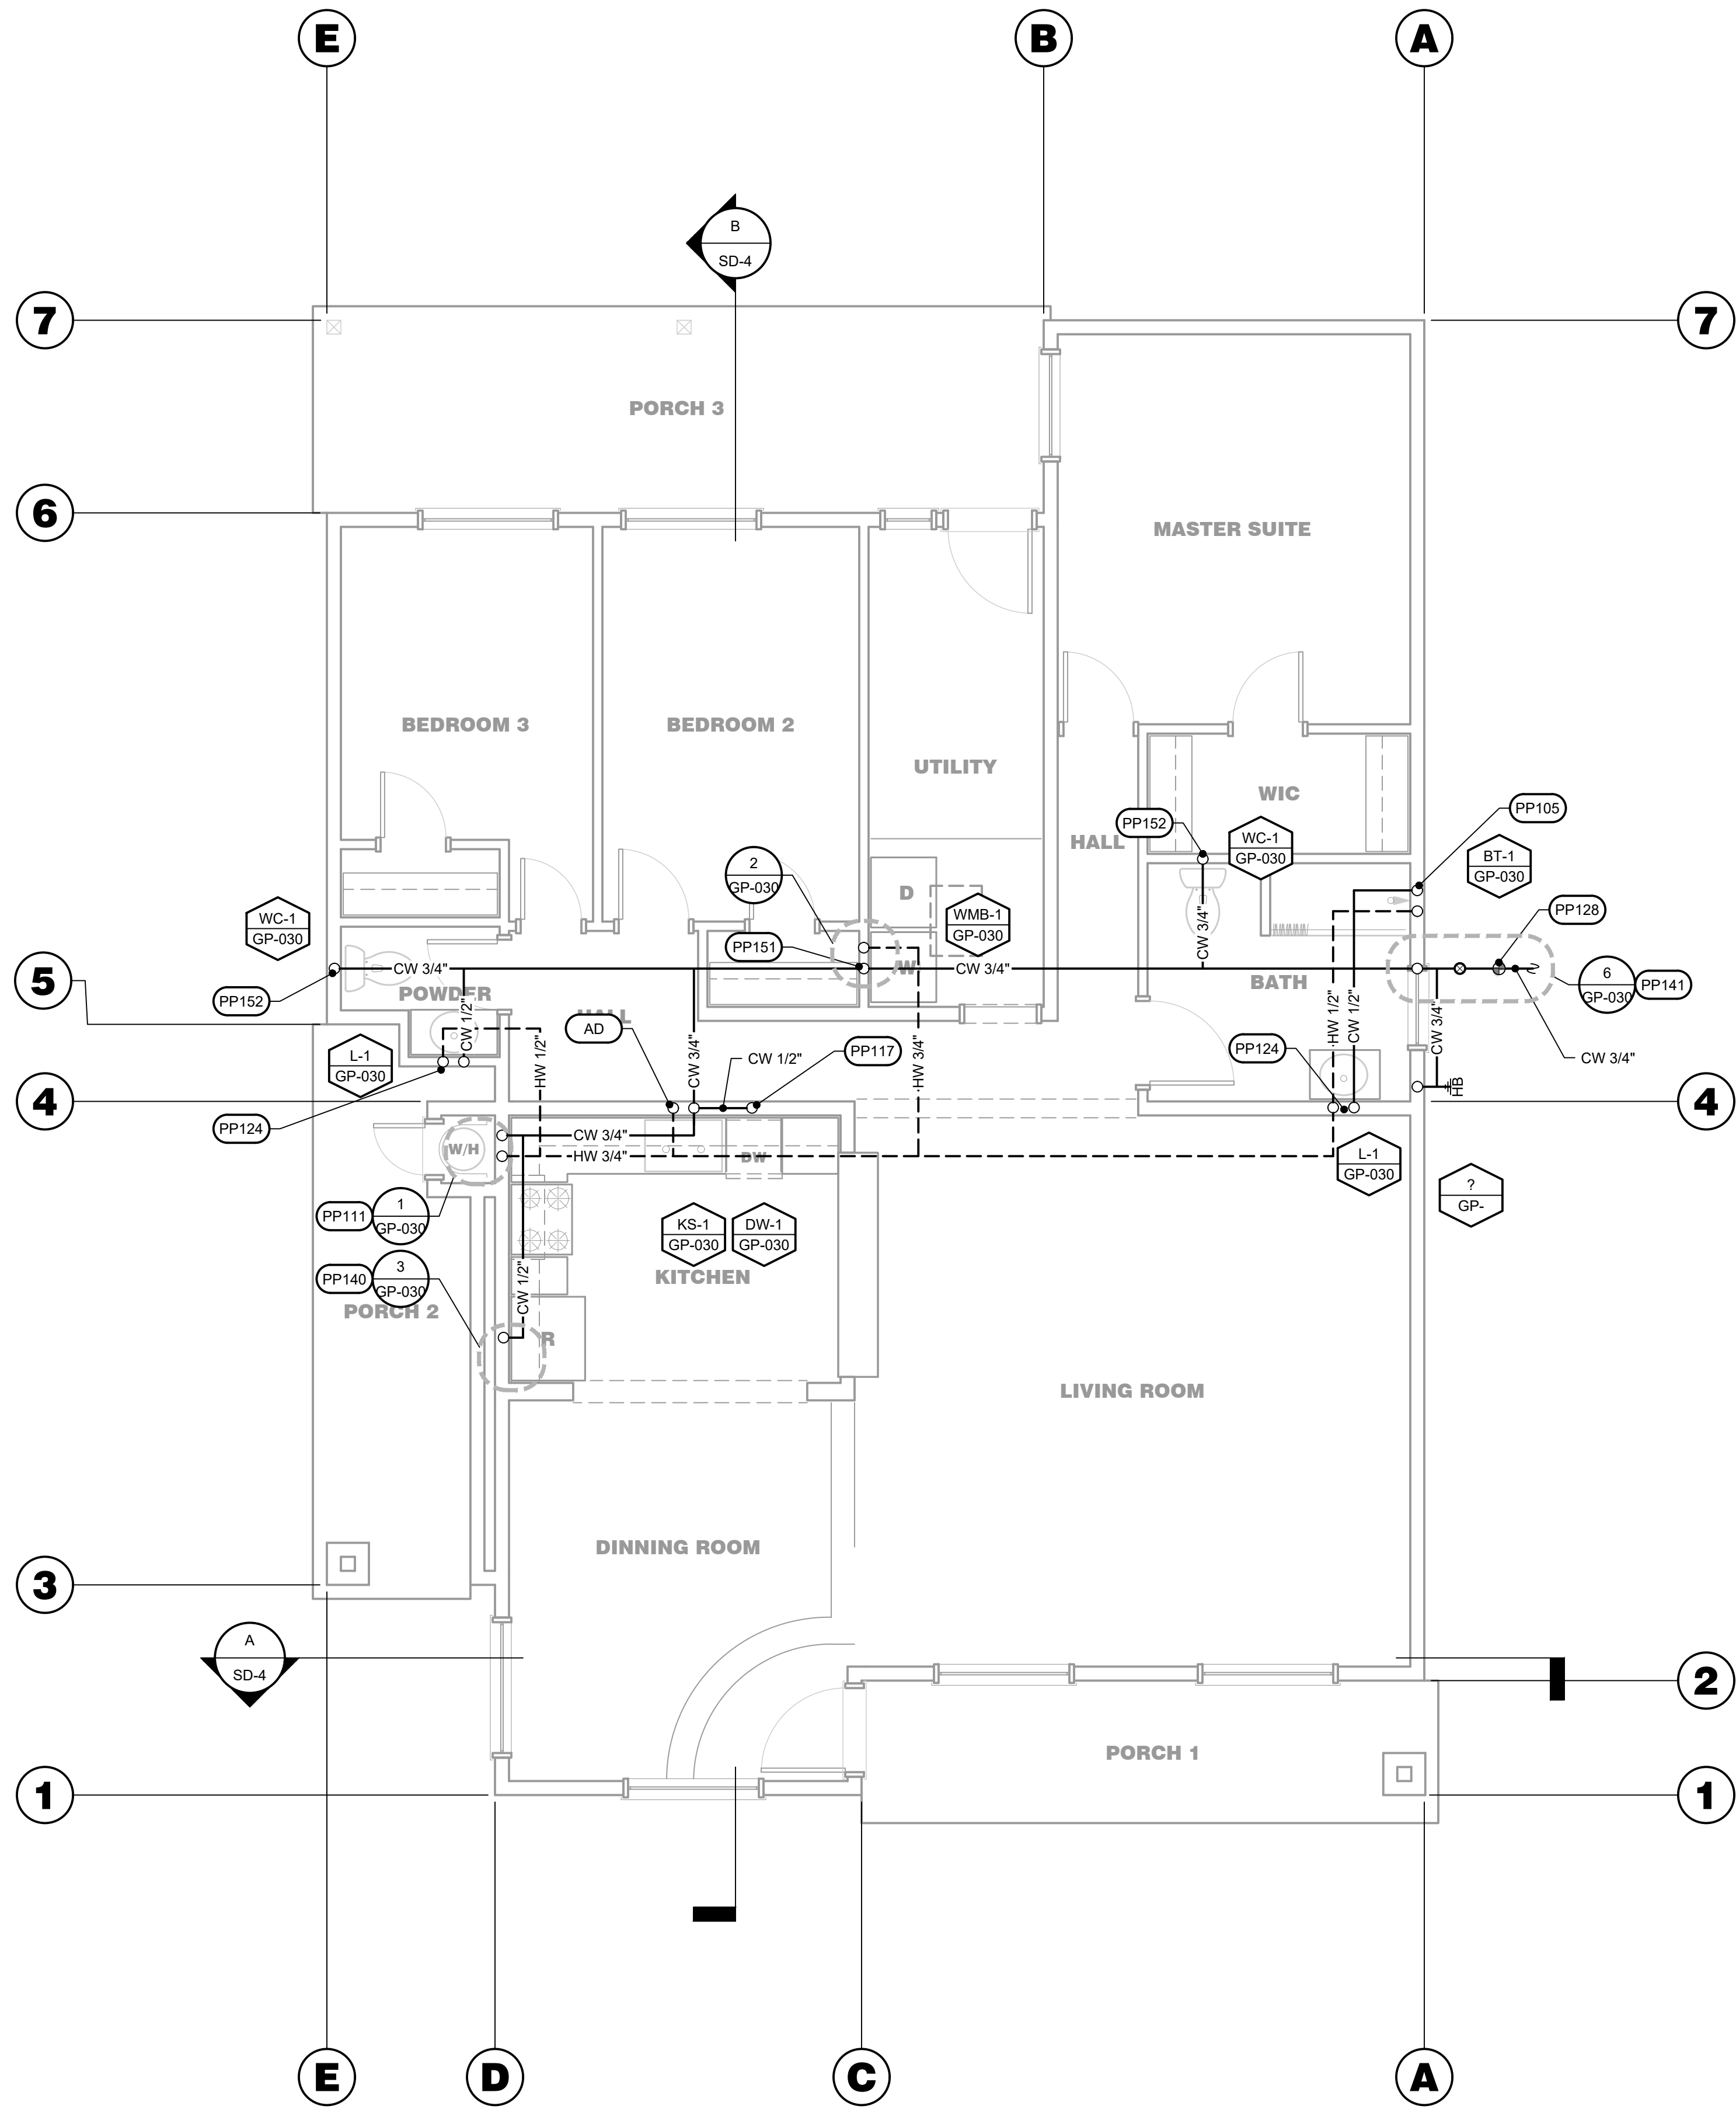 E
B
A
B
SD-4
7
7
PORCH 3
6
MASTER SUITE
BEDROOM 3
BEDROOM 2
UTILITY
WIC
PP105
PP152
HALL
WC-1
GP-030
BT-1
GP-030
2
GP-030
D
WC-1
GP-030
WMB-1
GP-030
PP128
PP151
CW 3/4"
W
CW 3/4"
CW 3/4"
5
POWDER
PP152
BATH
6
GP-030
PP141
CW 1/2"
HALL
AD
HW 1/2"
CW 1/2"
CW 3/4"
L-1
GP-030
HW 1/2"
CW 3/4"
CW 1/2"
PP117
HW 3/4"
PP124
CW 3/4"
HB
4
4
PP124
CW 3/4"
W/H
HW 3/4"
DW
L-1
GP-030
?
GP-
PP111
1
GP-030
KS-1
GP-030
DW-1
GP-030
PP140
3
GP-030
KITCHEN
CW 1/2"
PORCH 2
R
LIVING ROOM
DINNING ROOM
3
A
SD-4
2
PORCH 1
1
1
E
D
C
A